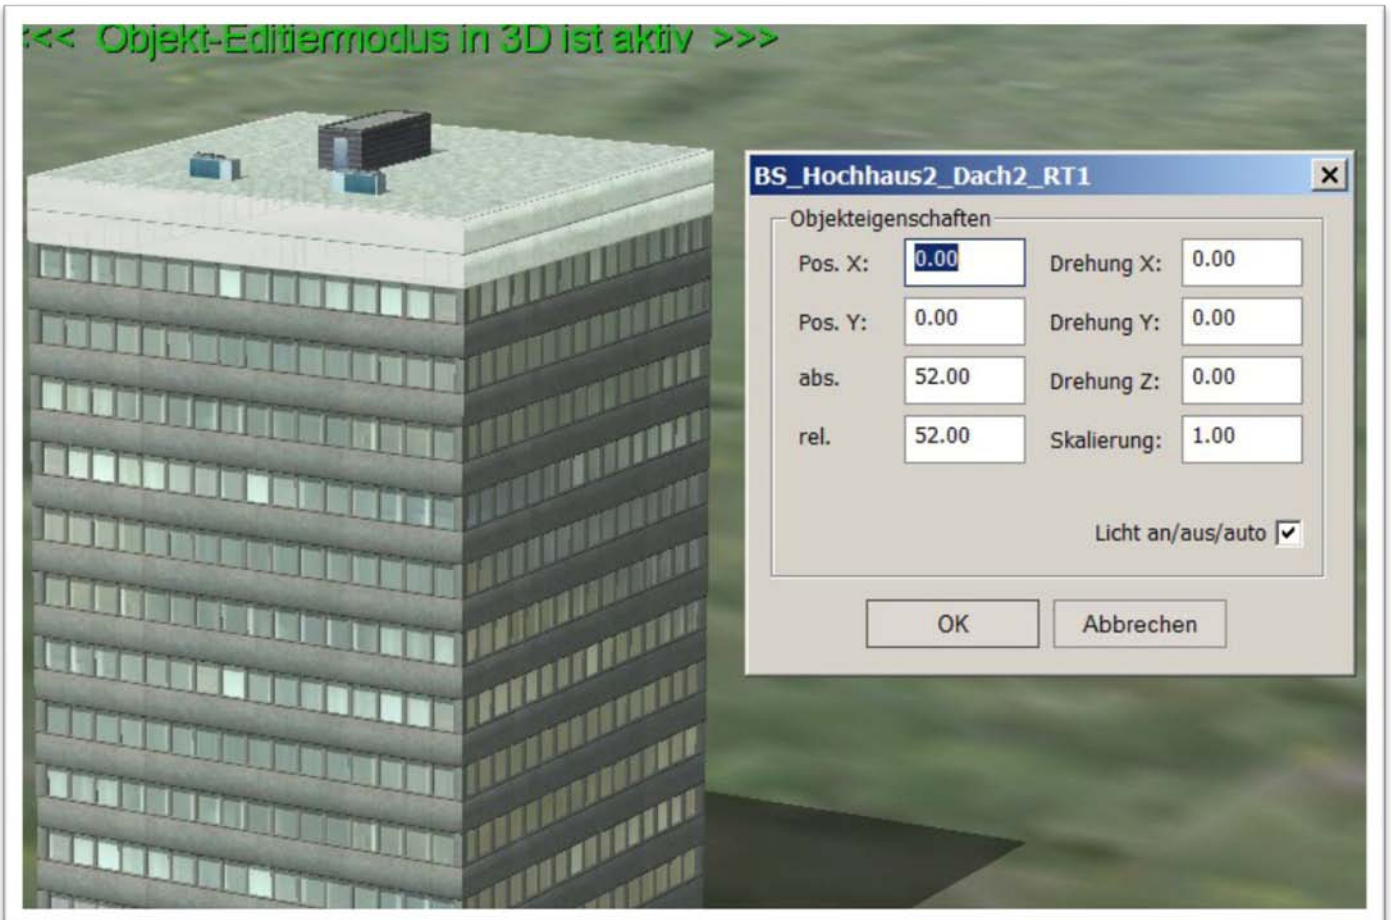 << Objekt-Editiermodus in 3D ist aktiv >>>
BS_Hochhaus2_Dach2_RT1
Objekteigenschaften
Pos. X: 0.00 Drehung X: 0.00
Pos. Y: 0.00 Drehung Y: 0.00
abs. 52.00 Drehung Z: 0.00
rel. 52.00 Skalierung: 1.00
Licht an/aus/auto
OK Abbrechen